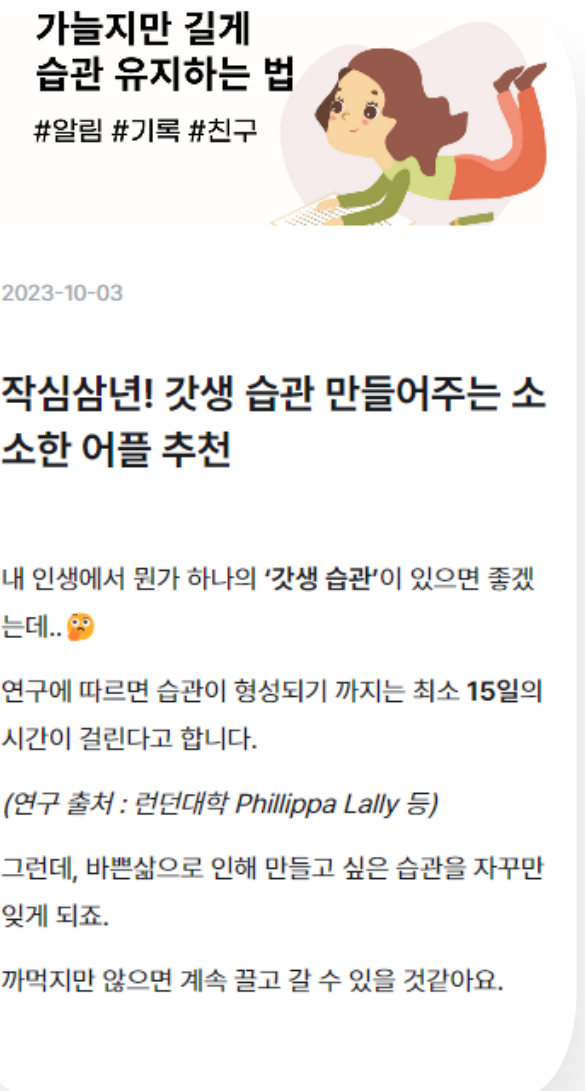 가늘지만 길게
습관 유지하는 법
#알림 #기록 #친구
2023-10-03
작심삼년! 갓생 습관 만들어주는 소
소한 어플 추천
내 인생에서 뭔가 하나의 ‘갓생 습관’이 있으면 좋겠
는데..🤔
연구에 따르면 습관이 형성되기 까지는 최소 15일의
시간이 걸린다고 합니다.
(연구 출처 : 런던대학 Phillippa Lally 등)
그런데, 바쁜삶으로 인해 만들고 싶은 습관을 자꾸만
잊게 되죠.
까먹지만 않으면 계속 끌고 갈 수 있을 것같아요.